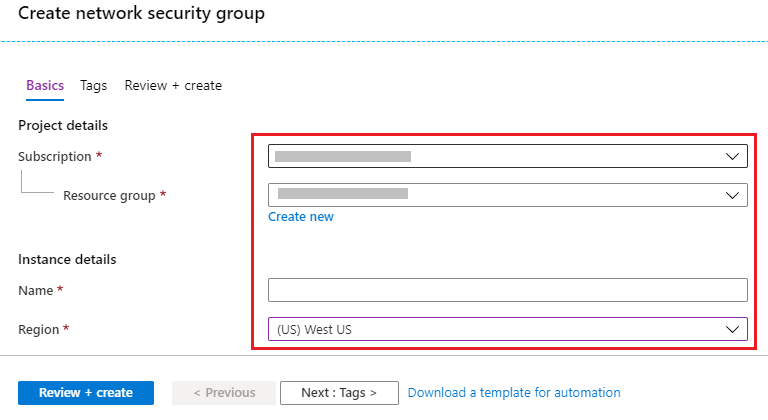 Create network security group
Basics Tags Review + create
Project details
Subscription *
Resource group *
Create new
Instance details
Name *
Region * (US) West US
Review + create < Previous Next : Tags > Download a template for automation